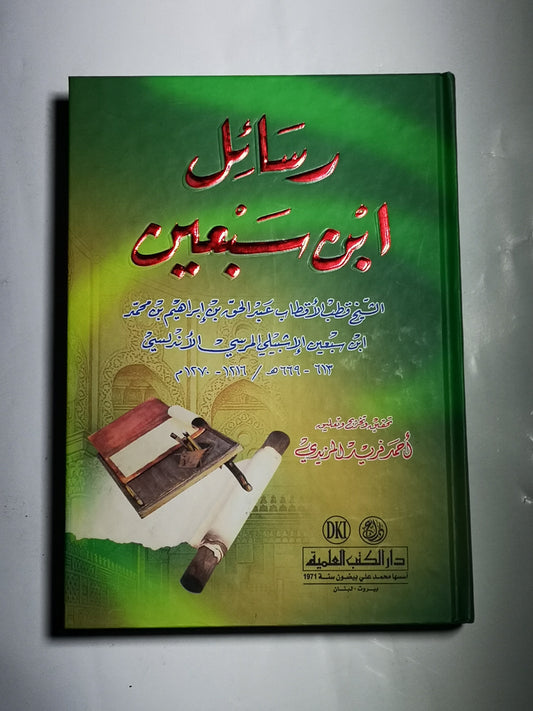 رسائل
ابن سبعين
الشيخ قطب الأقطاب عبد الحق بن إبراهيم بن محمد
ابن سبعين الإشبيلي المرسي الأندلسي
٦١٣ - ٦٦٩ هـ / ١٢١٦ - ١٢٧٠ م
تحقيق وتخريج وتعليق
أحمد فريد المزيدي
DKI
دار الكتب العلمية
أسسها محمد علي بيضون سنة 1971
بيروت - لبنان